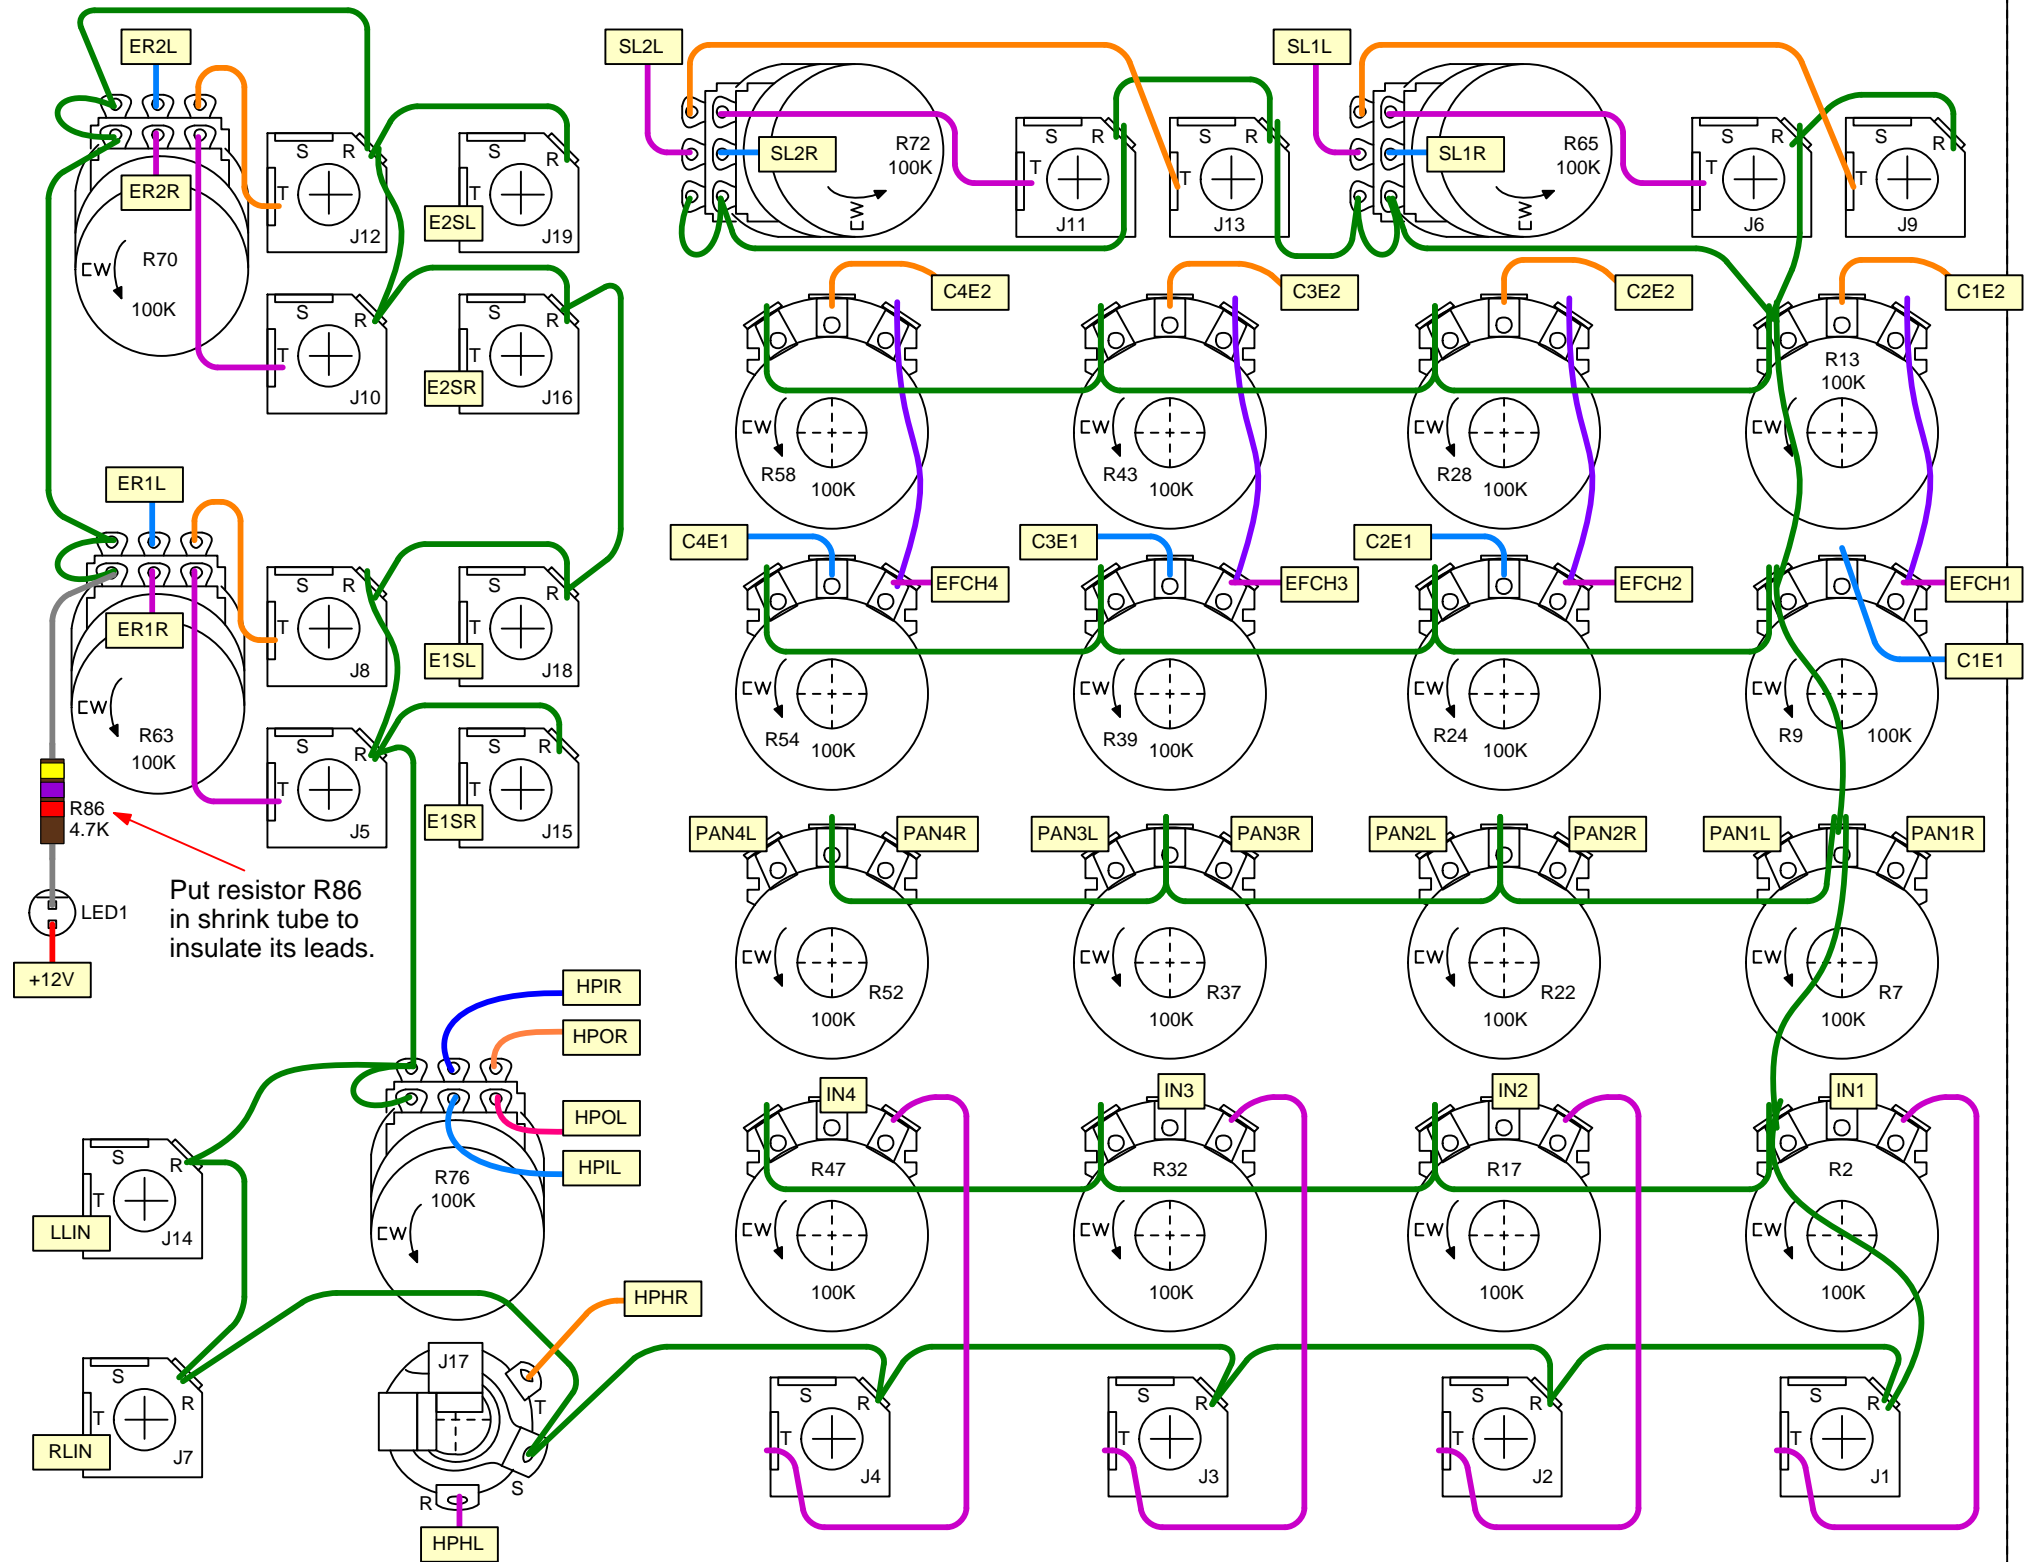 ER2L
SL2L
SL1L
S
R
T
J12
S
R
T
J19
E2SL
ER2R
R70
CW
100K
SL2R
R72
100K
CW
S
R
T
J11
S
R
T
J13
SL1R
R65
100K
CW
S
R
T
J6
S
R
T
J9
S
R
T
J10
S
R
T
J16
E2SR
C4E2
C3E2
C2E2
C1E2
CW
R58
100K
CW
R43
100K
CW
R28
100K
R13
100K
CW
ER1L
C4E1
C3E1
C2E1
EFCH4
EFCH3
EFCH2
EFCH1
C1E1
ER1R
CW
R63
100K
S
R
T
J8
S
R
T
J18
E1SL
CW
R54
100K
CW
R39
100K
CW
R24
100K
CW
R9
100K
S
R
T
J5
S
R
T
J15
E1SR
R86
4.7K
Put resistor R86
in shrink tube to
insulate its leads.
LED1
+12V
PAN4L
PAN4R
PAN3L
PAN3R
PAN2L
PAN2R
PAN1L
PAN1R
CW
R52
100K
CW
R37
100K
CW
R22
100K
CW
R7
100K
HPIR
HPOR
HPOL
HPIL
R76
100K
CW
IN4
IN3
IN2
IN1
R47
CW
100K
R32
CW
100K
R17
CW
100K
R2
CW
100K
S
R
T
J14
LLIN
HPHR
J17
T
S
R
HPHL
S
R
T
J7
RLIN
S
R
T
J4
S
R
T
J3
S
R
T
J2
S
R
T
J1